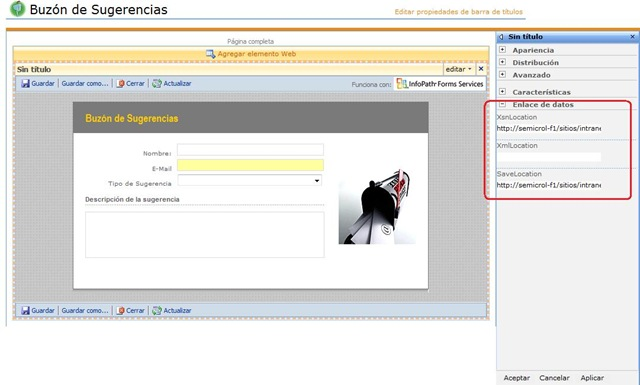 Buzón de Sugerencias
Editar propiedades de barra de títulos
Página completa
Agregar elemento Web
Sin título
editar
Guardar Guardar como... Cerrar Actualizar
Funciona con: InfoPath Forms Services
Buzón de Sugerencias
Nombre:
E-Mail
Tipo de Sugerencia
Descripción de la sugerencia
Guardar Guardar como... Cerrar Actualizar
Sin título
Apariencia
Distribución
Avanzado
Características
Enlace de datos
XsnLocation
http://semicrol-f1/sitios/intrane
XmlLocation
SaveLocation
http://semicrol-f1/sitios/intrane
Aceptar Cancelar Aplicar